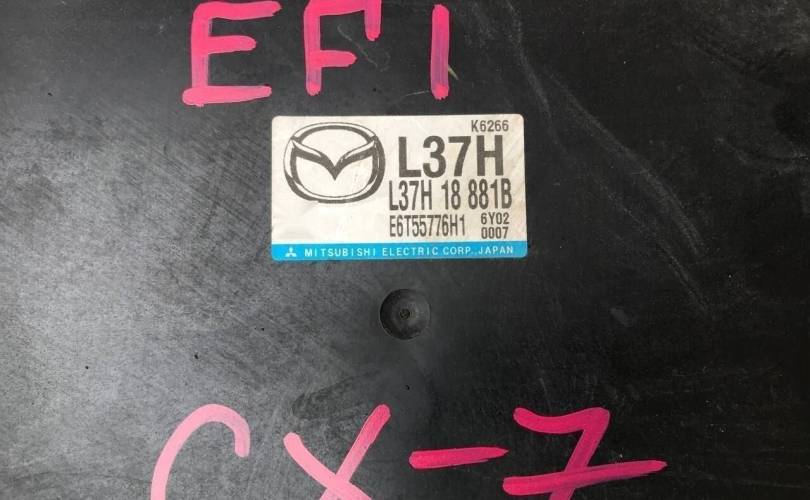 EFI
K6266
L37H
L37H 18 881B
E6T55776H1 6Y02
0007
MITSUBISHI ELECTRIC CORP., JAPAN
CX-7